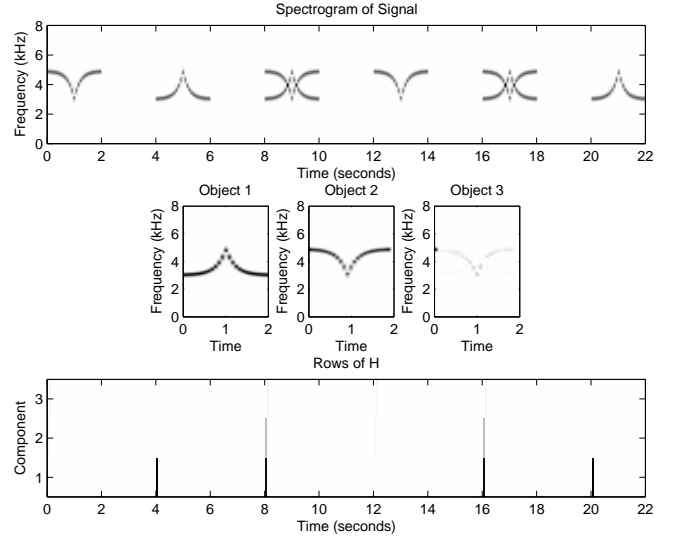 Spectrogram of Signal
Frequency (kHz)
8
6
4
2
0
0 2 4 6 8 10 12 14 16 18 20 22
Time (seconds)
Object 1 Object 2 Object 3
Frequency (kHz) Frequency (kHz) Frequency (kHz)
8 8 8
6 6 6
4 4 4
2 2 2
0 0 0
0 1 2 0 1 2 0 1 2
Time Time Time
Rows of H
Component
3
2
1
0 2 4 6 8 10 12 14 16 18 20 22
Time (seconds)